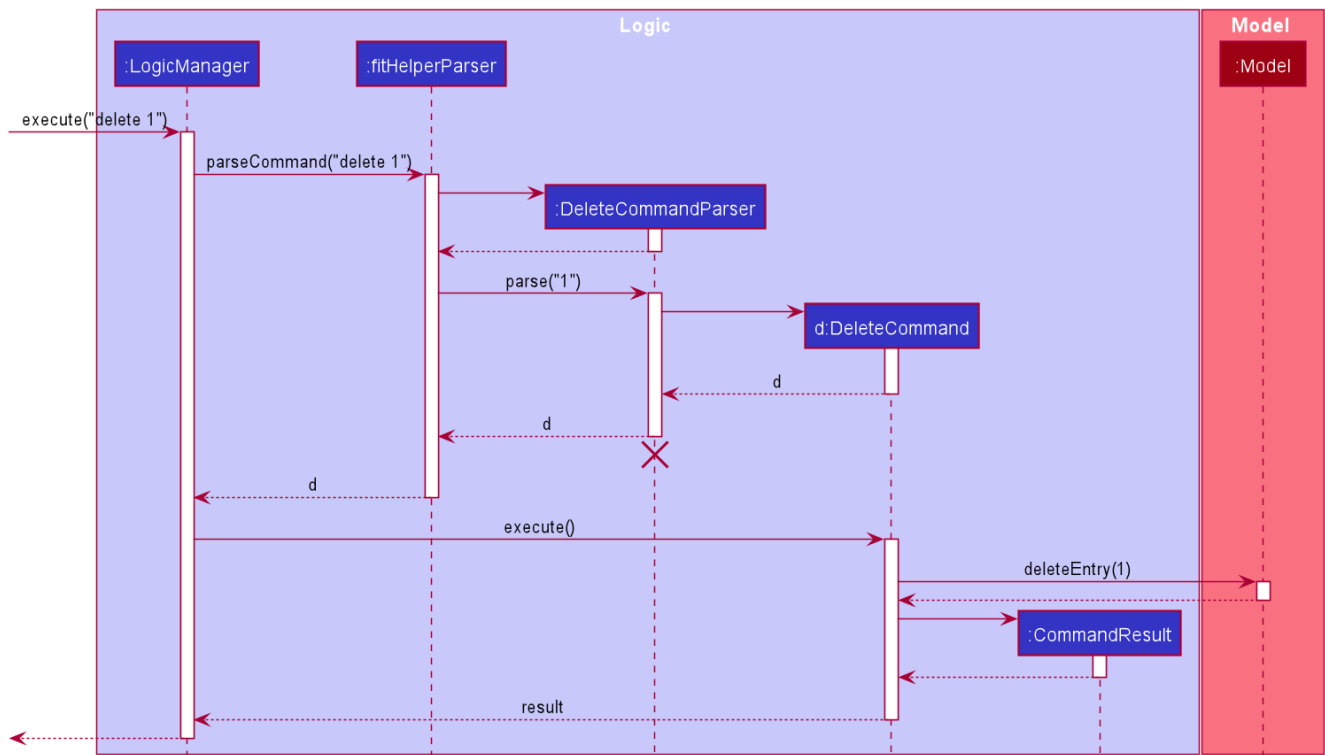 Logic
Model
:LogicManager
:fitHelperParser
:Model
execute("delete 1")
parseCommand("delete 1")
:DeleteCommandParser
parse("1")
d:DeleteCommand
d
d
d
execute()
deleteEntry(1)
:CommandResult
result